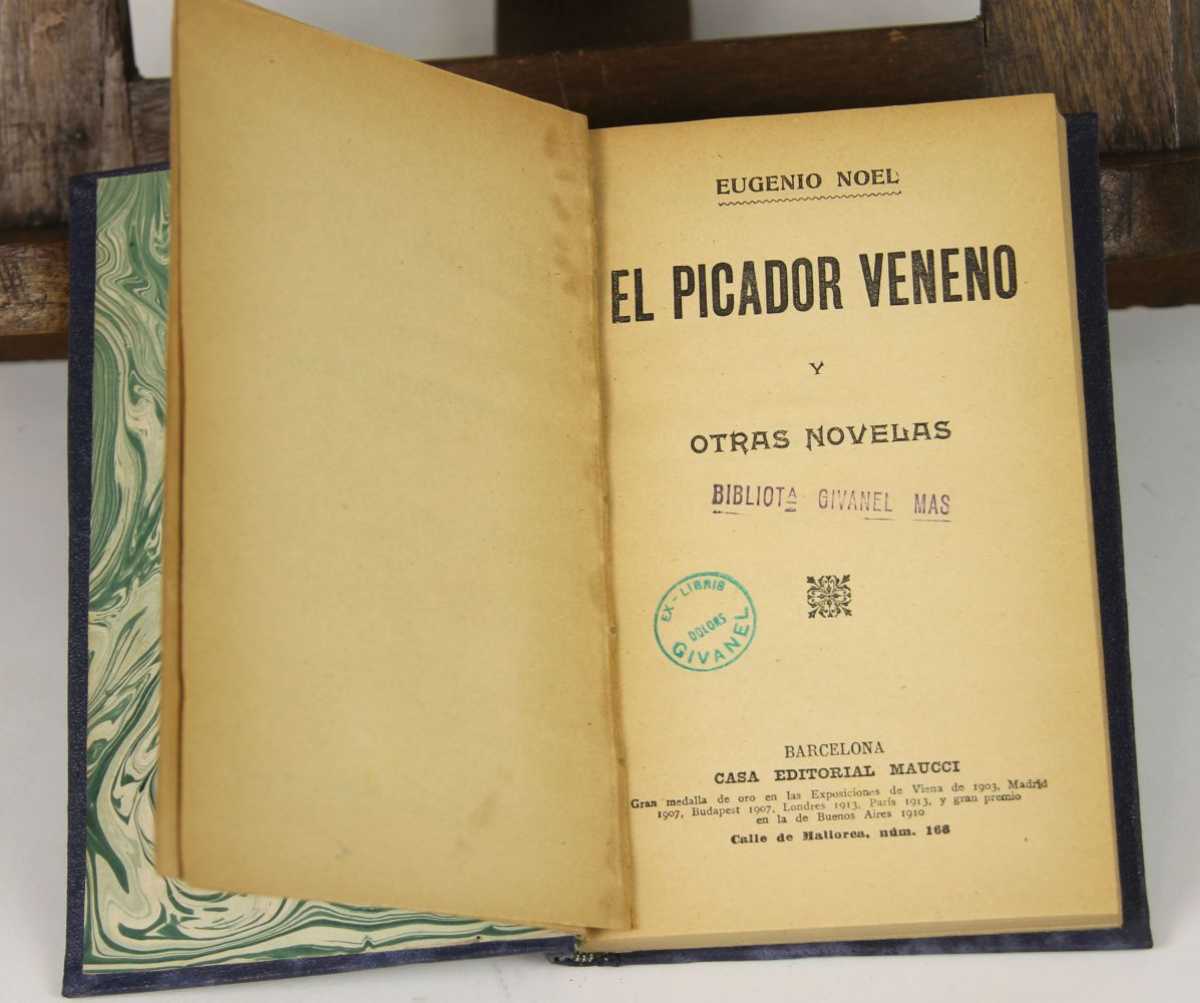 EUGENIO NOEL
EL PICADOR VENENO
Y
OTRAS NOVELAS
BIBLIOTA GIVANEL MAS
EX-LIBRIS
DOLORS
GIVANEL
BARCELONA
CASA EDITORIAL MAUCCI
Gran medalla de oro en las Exposiciones de Viena de 1903, Madrid
1907, Budapest 1907, Londres 1913, París 1913, y gran premio
en la de Buenos Aires 1910
Calle de Mallorca, núm. 166